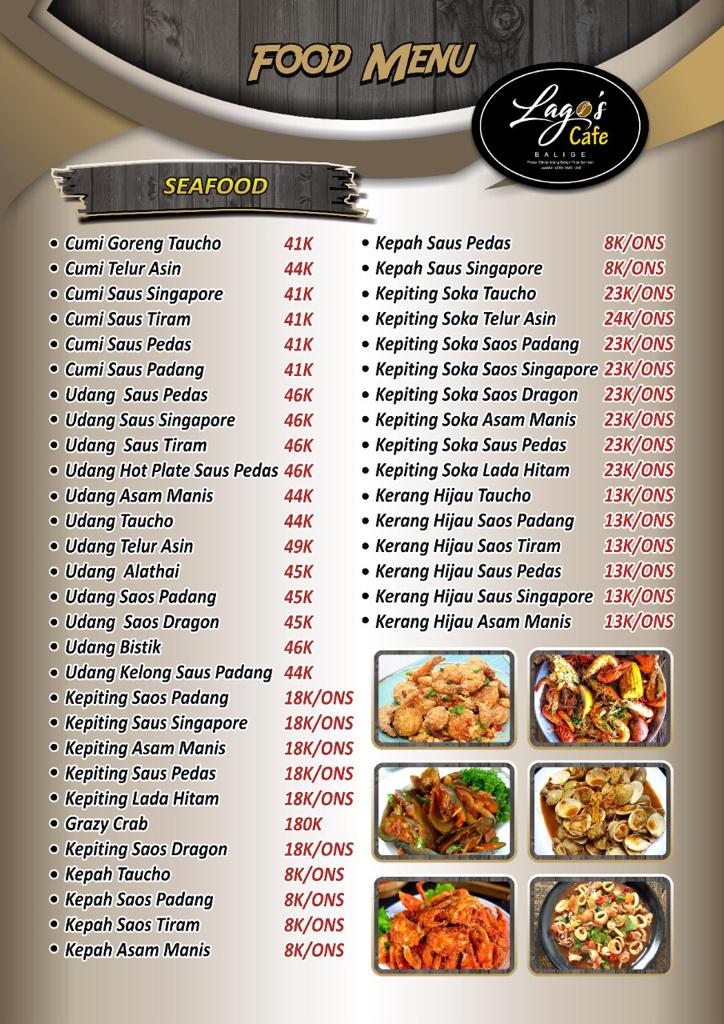 FOOD MENU
Lago's
Cafe
BALIGE
SEAFOOD
• Cumi Goreng Taucho 41K
• Cumi Telur Asin 44K
• Cumi Saus Singapore 41K
• Cumi Saus Tiram 41K
• Cumi Saus Pedas 41K
• Cumi Saus Padang 41K
• Udang Saus Pedas 46K
• Udang Saus Singapore 46K
• Udang Saus Tiram 46K
• Udang Hot Plate Saus Pedas 46K
• Udang Asam Manis 44K
• Udang Taucho 44K
• Udang Telur Asin 49K
• Udang Alathai 45K
• Udang Saos Padang 45K
• Udang Saos Dragon 45K
• Udang Bistik 46K
• Udang Kelong Saus Padang 44K
• Kepiting Saos Padang 18K/ONS
• Kepiting Saus Singapore 18K/ONS
• Kepiting Asam Manis 18K/ONS
• Kepiting Saus Pedas 18K/ONS
• Kepiting Lada Hitam 18K/ONS
• Grazy Crab 180K
• Kepiting Saos Dragon 18K/ONS
• Kepah Taucho 8K/ONS
• Kepah Saos Padang 8K/ONS
• Kepah Saos Tiram 8K/ONS
• Kepah Asam Manis 8K/ONS
• Kepah Saus Pedas 8K/ONS
• Kepah Saus Singapore 8K/ONS
• Kepiting Soka Taucho 23K/ONS
• Kepiting Soka Telur Asin 24K/ONS
• Kepiting Soka Saos Padang 23K/ONS
• Kepiting Soka Saos Singapore 23K/ONS
• Kepiting Soka Saos Dragon 23K/ONS
• Kepiting Soka Asam Manis 23K/ONS
• Kepiting Soka Saus Pedas 23K/ONS
• Kepiting Soka Lada Hitam 23K/ONS
• Kerang Hijau Taucho 13K/ONS
• Kerang Hijau Saos Padang 13K/ONS
• Kerang Hijau Saos Tiram 13K/ONS
• Kerang Hijau Saus Pedas 13K/ONS
• Kerang Hijau Saus Singapore 13K/ONS
• Kerang Hijau Asam Manis 13K/ONS